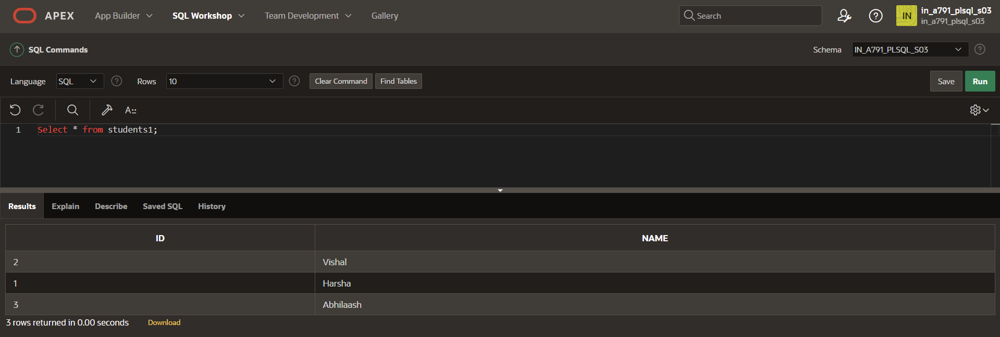 APEX App Builder SQL Workshop Team Development Gallery Search IN in_a791_plsql_s03
in_a791_plsql_s03
SQL Commands Schema IN_A791_PLSQL_S03
Language SQL Rows 10 Clear Command Find Tables Save Run
A::
1 Select * from students1;
Results Explain Describe Saved SQL History
ID NAME
2 Vishal
1 Harsha
3 Abhilaash
3 rows returned in 0.00 seconds Download